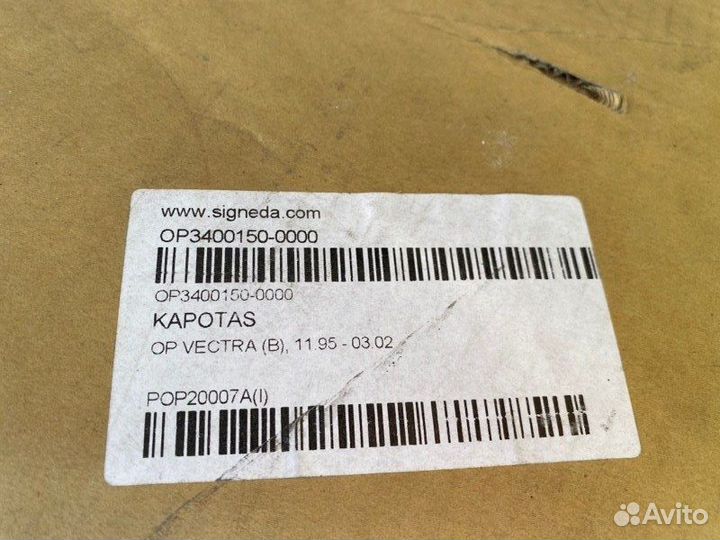 www.signeda.com
OP3400150-0000
OP3400150-0000
KAPOTAS
OP VECTRA (B), 11.95 - 03.02
POP20007A(I)
Avito